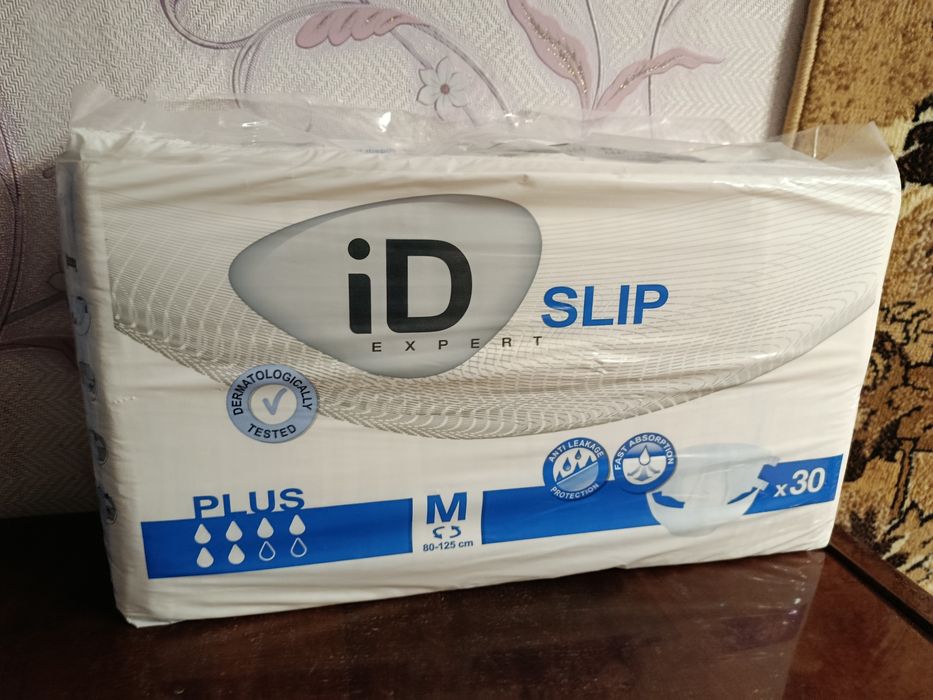 iD
EXPERT
SLIP
DERMATOLOGICALLY
TESTED
ANTI LEAKAGE
PROTECTION
FAST ABSORPTION
PLUS
M
80-125 cm
x30